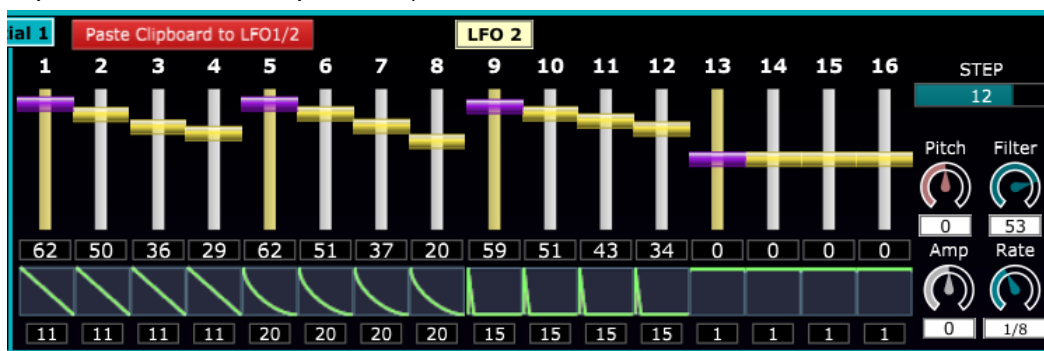 ial 1 Paste Clipboard to LFO1/2 LFO 2
1 2 3 4 5 6 7 8 9 10 11 12 13 14 15 16 STEP
12
Pitch Filter
62 50 36 29 62 51 37 20 59 51 43 34 0 0 0 0 0 53
Amp Rate
11 11 11 11 20 20 20 20 15 15 15 15 1 1 1 1 0 1/8